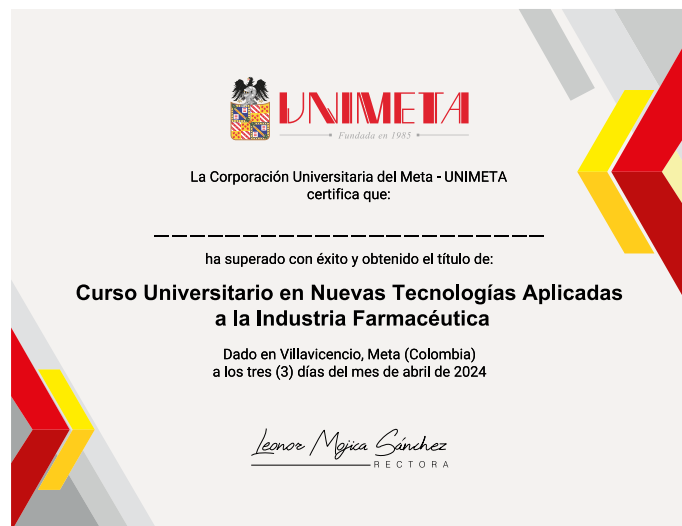 UNIMETA
Fundada en 1985
La Corporación Universitaria del Meta - UNIMETA
certifica que:
ha superado con éxito y obtenido el título de:
Curso Universitario en Nuevas Tecnologías Aplicadas
a la Industria Farmacéutica
Dado en Villavicencio, Meta (Colombia)
a los tres (3) días del mes de abril de 2024
Leonor Mojica Sánchez
RECTORA